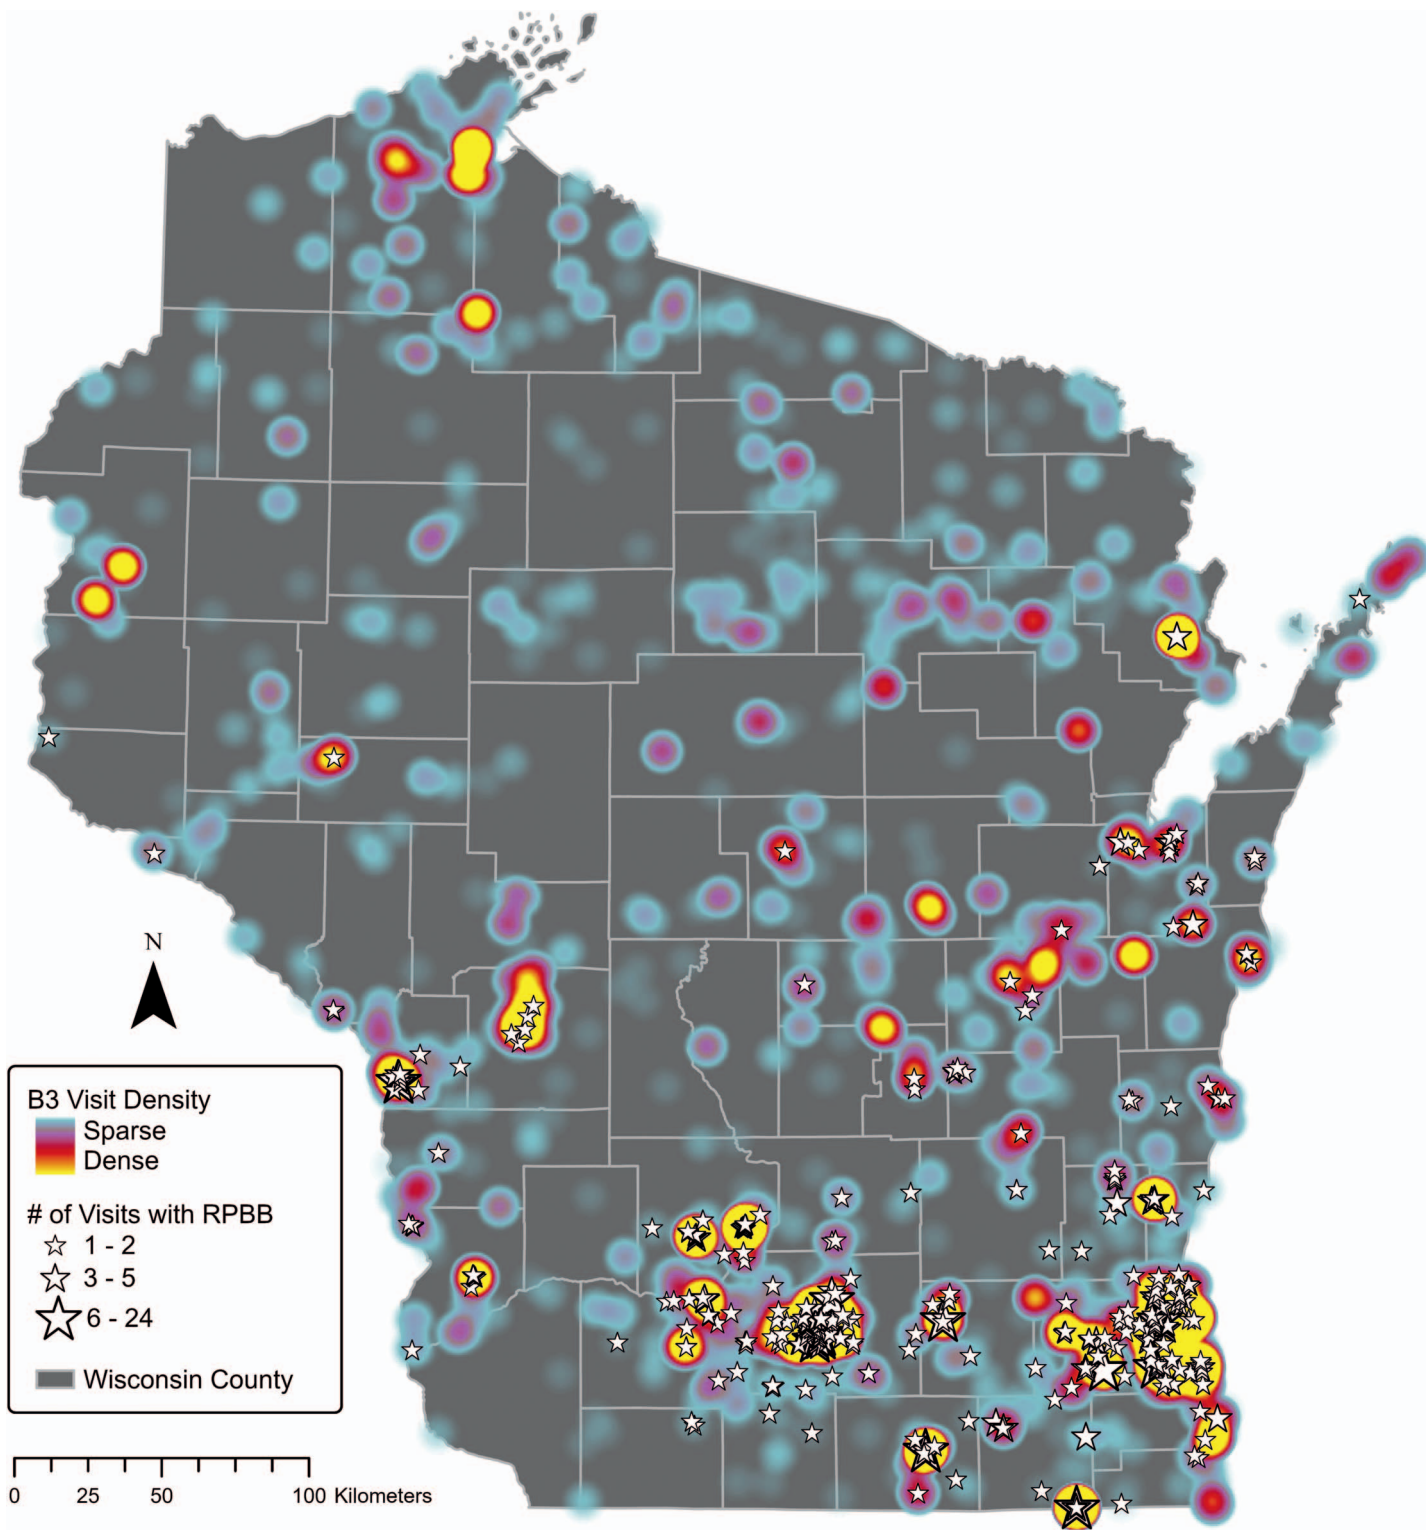 N
B3 Visit Density
Sparse
Dense
# of Visits with RPBB
1 - 2
3 - 5
6 - 24
Wisconsin County
0 25 50 100 Kilometers